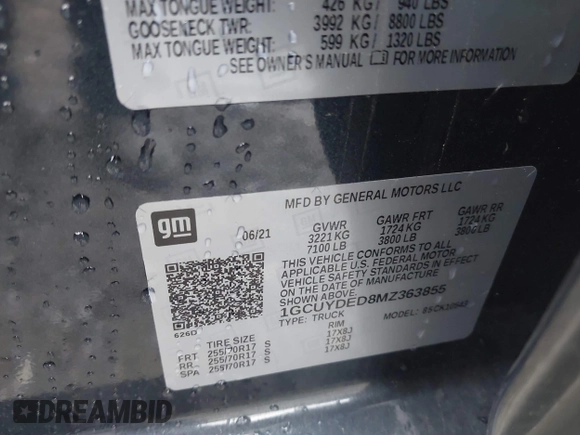 MAX TONGUE WEIGHT: 426 KG/ 940 LBS
GOOSENECK TWR: 3992 KG/ 8800 LBS
MAX TONGUE WEIGHT: 599 KG/ 1320 LBS
SEE OWNER'S MANUAL FOR MORE INFORMATION
MFD BY GENERAL MOTORS LLC
gm
06/21
GVWR GAWR FRT GAWR RR
3221 KG 1724 KG 1724 KG
7100 LB 3800 LB 3800 LB
THIS VEHICLE CONFORMS TO ALL
APPLICABLE U.S. FEDERAL MOTOR
VEHICLE SAFETY STANDARDS IN EFFECT
ON THE DATE OF MANUFACTURE
SHOWN ABOVE.
1GCUYDED8MZ363855
TYPE: TRUCK MODEL:
626D
TIRE SIZE RIM
FRT 255/70R17 S 17X8J
RR 255/70R17 S 17X8J
SPA 255/70R17 S 17X8J
DREAMBID